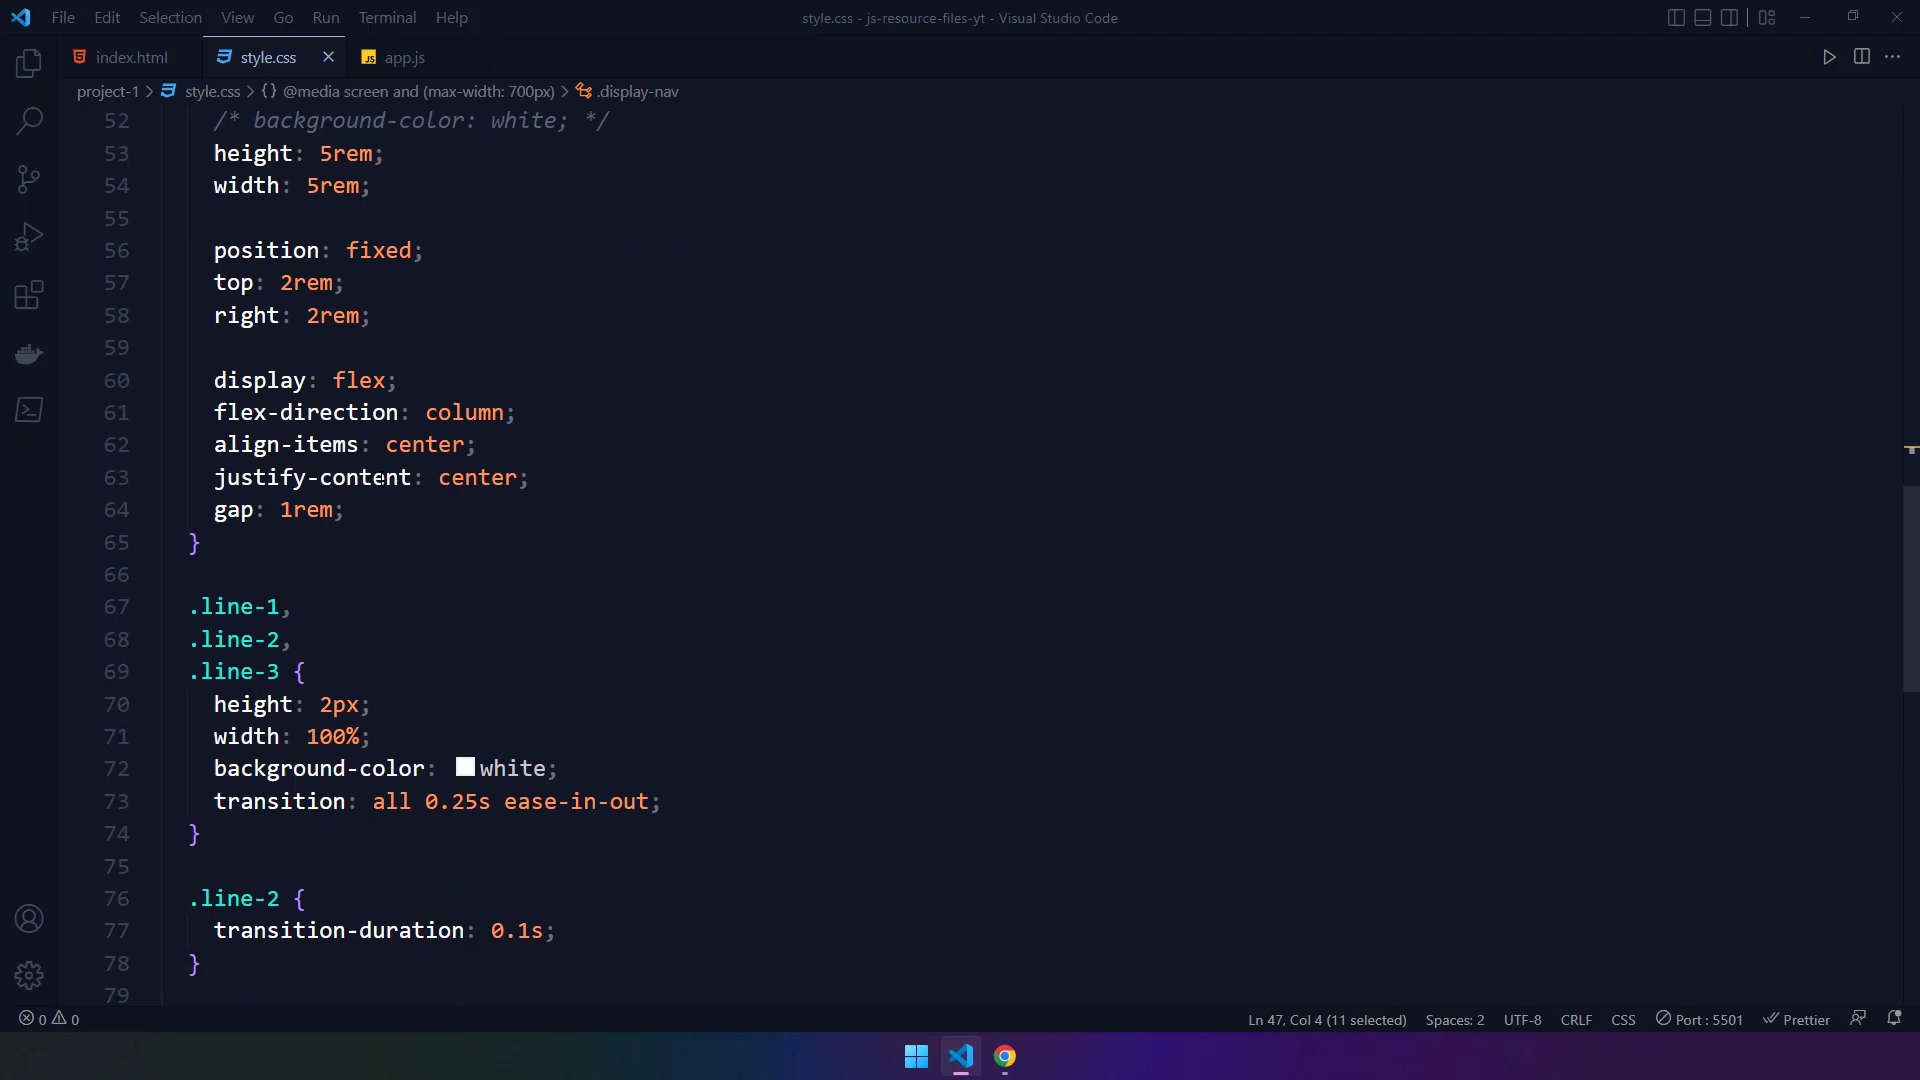 File Edit Selection View Go Run Terminal Help
style.css - js-resource-files-yt - Visual Studio Code
index.html style.css app.js
project-1 > style.css > {} @media screen and (max-width: 700px) > .display-nav
52 /* background-color: white; */
53 height: 5rem;
54 width: 5rem;
55
56 position: fixed;
57 top: 2rem;
58 right: 2rem;
59
60 display: flex;
61 flex-direction: column;
62 align-items: center;
63 justify-content: center;
64 gap: 1rem;
65 }
66
67 .line-1,
68 .line-2,
69 .line-3 {
70 height: 2px;
71 width: 100%;
72 background-color: white;
73 transition: all 0.25s ease-in-out;
74 }
75
76 .line-2 {
77 transition-duration: 0.1s;
78 }
79
0 0 Ln 47, Col 4 (11 selected) Spaces: 2 UTF-8 CRLF CSS Port : 5501 Prettier